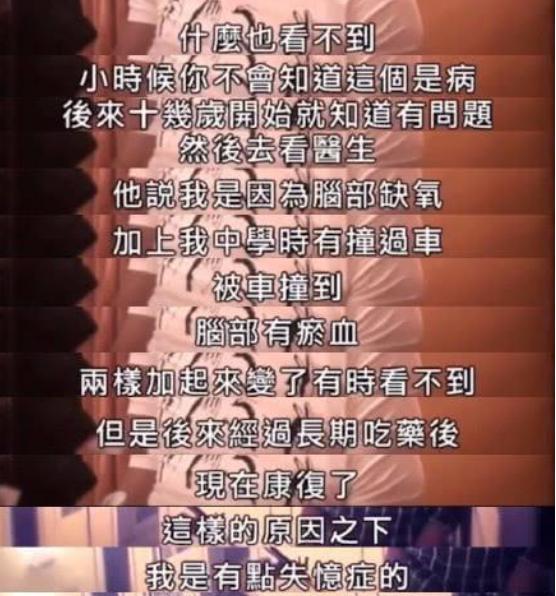 什麼也看不到
小時候你不會知道這個是病
後來十幾歲開始就知道有問題
然後去看醫生
他說我是因為腦部缺氧
加上我中學時有撞過車
被車撞到
腦部有瘀血
兩樣加起來變了有時看不到
但是後來經過長期吃藥後
現在康復了
這樣的原因之下
我是有點失憶症的